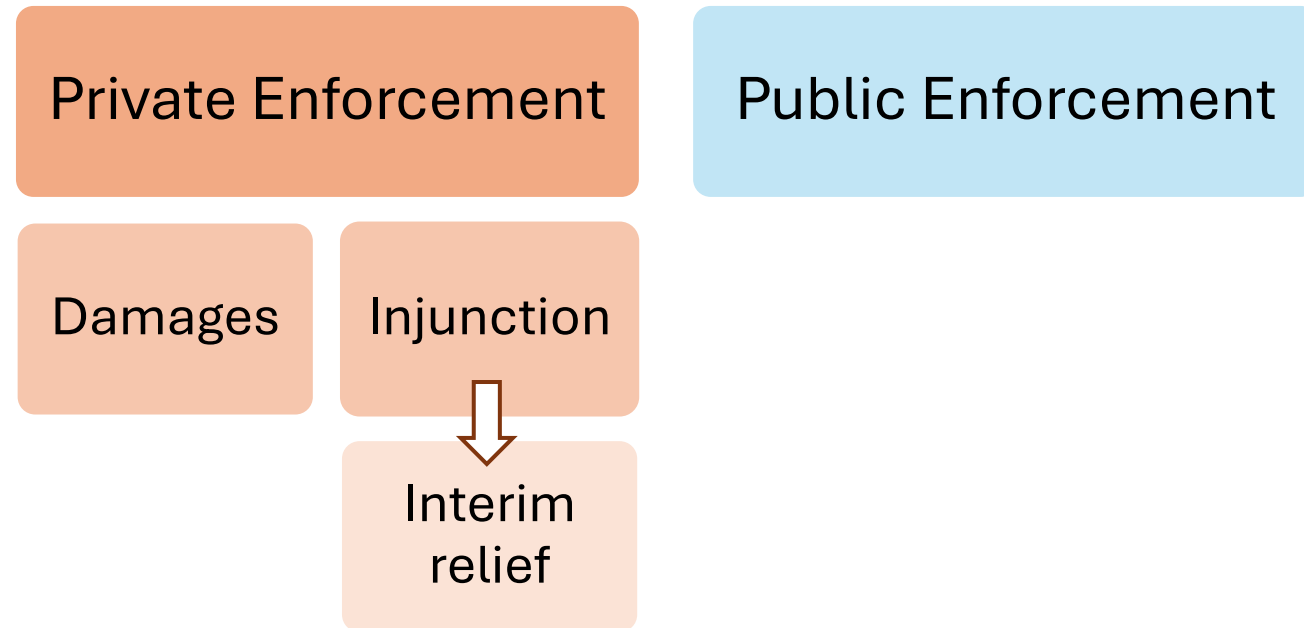 Private Enforcement
Public Enforcement
Damages
Injunction
Interim
relief